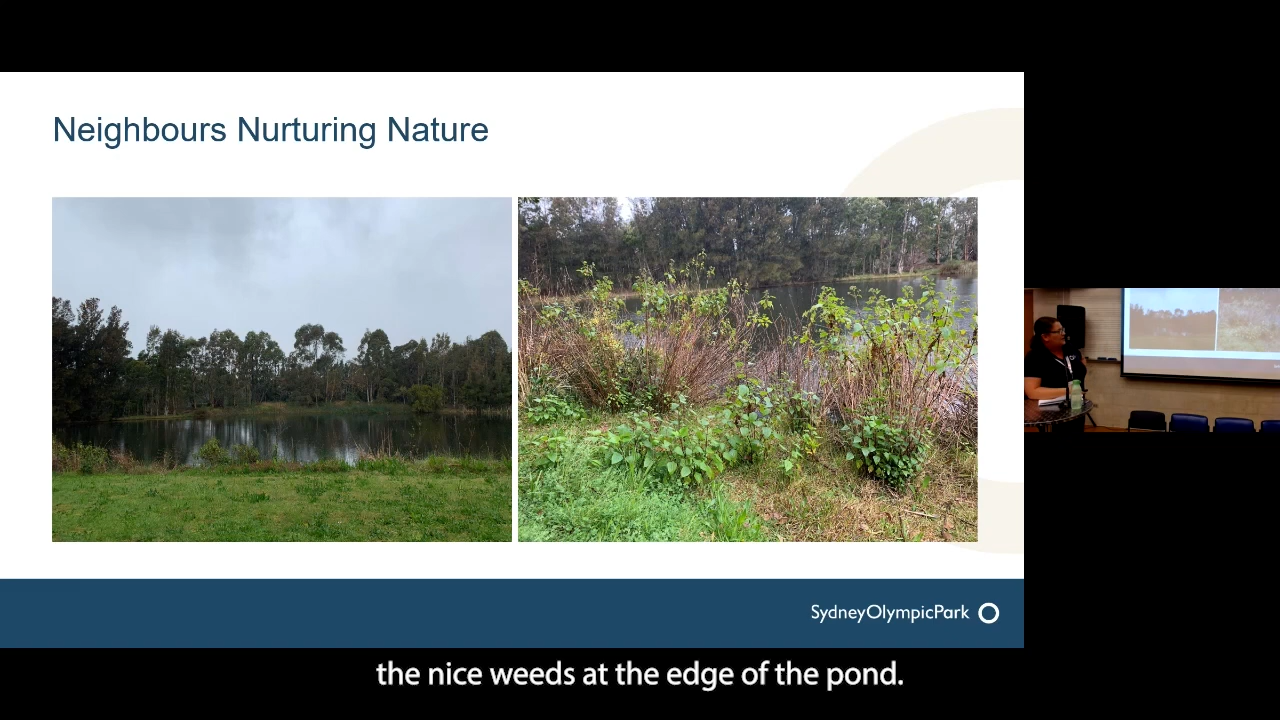 Neighbours Nurturing Nature
SydneyOlympicPark
the nice weeds at the edge of the pond.